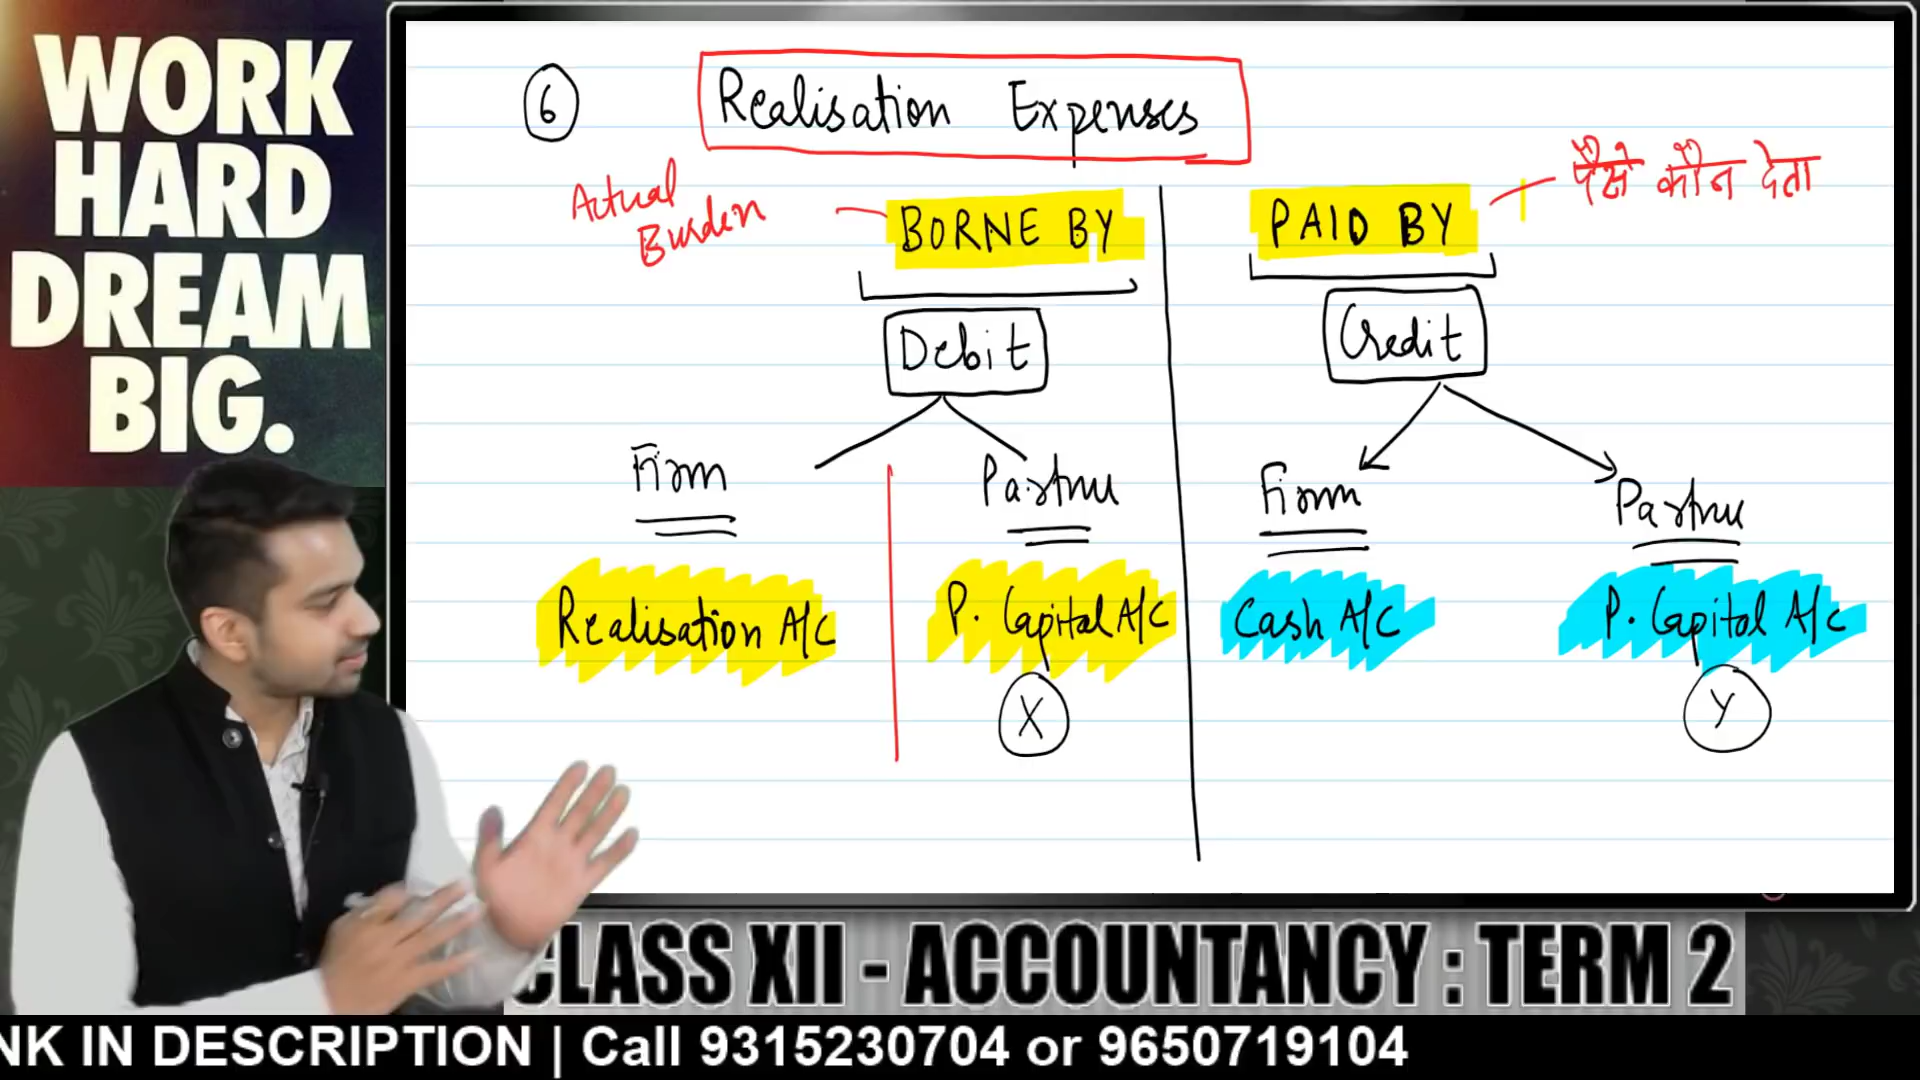 WORK
HARD
DREAM
BIG.
6
Realisation Expenses
Actual
Burden
BORNE BY
PAID BY
पैसे कौन देता
Debit
Credit
Firm
Partner
Firm
Partner
Realisation A/C
P. Capital A/C
Cash A/C
P. Capital A/C
X
Y
CLASS XII - ACCOUNTANCY : TERM 2
NK IN DESCRIPTION | Call 9315230704 or 9650719104